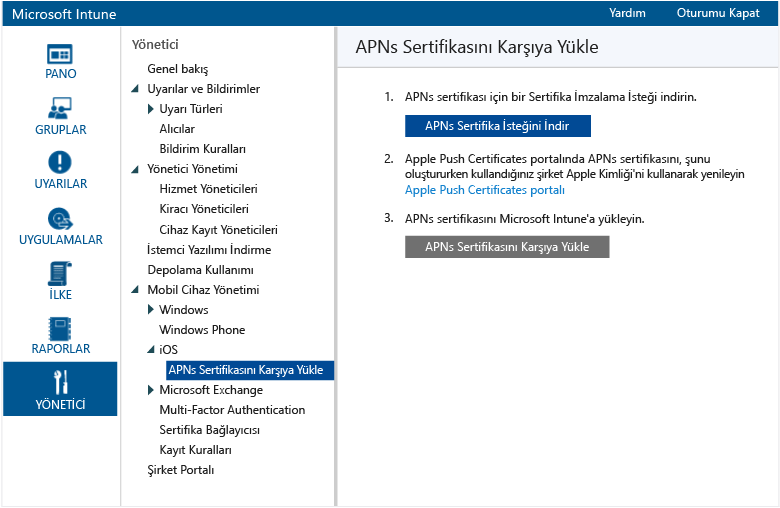 Microsoft Intune
Yardım
Oturumu Kapat
PANO
GRUPLAR
UYARILAR
UYGULAMALAR
İLKE
RAPORLAR
YÖNETİCİ
Yönetici
Genel bakış
Uyarılar ve Bildirimler
Uyarı Türleri
Alıcılar
Bildirim Kuralları
Yönetici Yönetimi
Hizmet Yöneticileri
Kiracı Yöneticileri
Cihaz Kayıt Yöneticileri
İstemci Yazılımı İndirme
Depolama Kullanımı
Mobil Cihaz Yönetimi
Windows
Windows Phone
iOS
APNs Sertifikasını Karşıya Yükle
Microsoft Exchange
Multi-Factor Authentication
Sertifika Bağlayıcısı
Kayıt Kuralları
Şirket Portalı
APNs Sertifikasını Karşıya Yükle
1. APNs sertifikası için bir Sertifika İmzalama İsteği indirin.
APNs Sertifika İsteğini İndir
2. Apple Push Certificates portalında APNs sertifikasını, şunu
oluştururken kullandığınız şirket Apple Kimliği'ni kullanarak yenileyin
Apple Push Certificates portalı
3. APNs sertifikasını Microsoft Intune'a yükleyin.
APNs Sertifikasını Karşıya Yükle